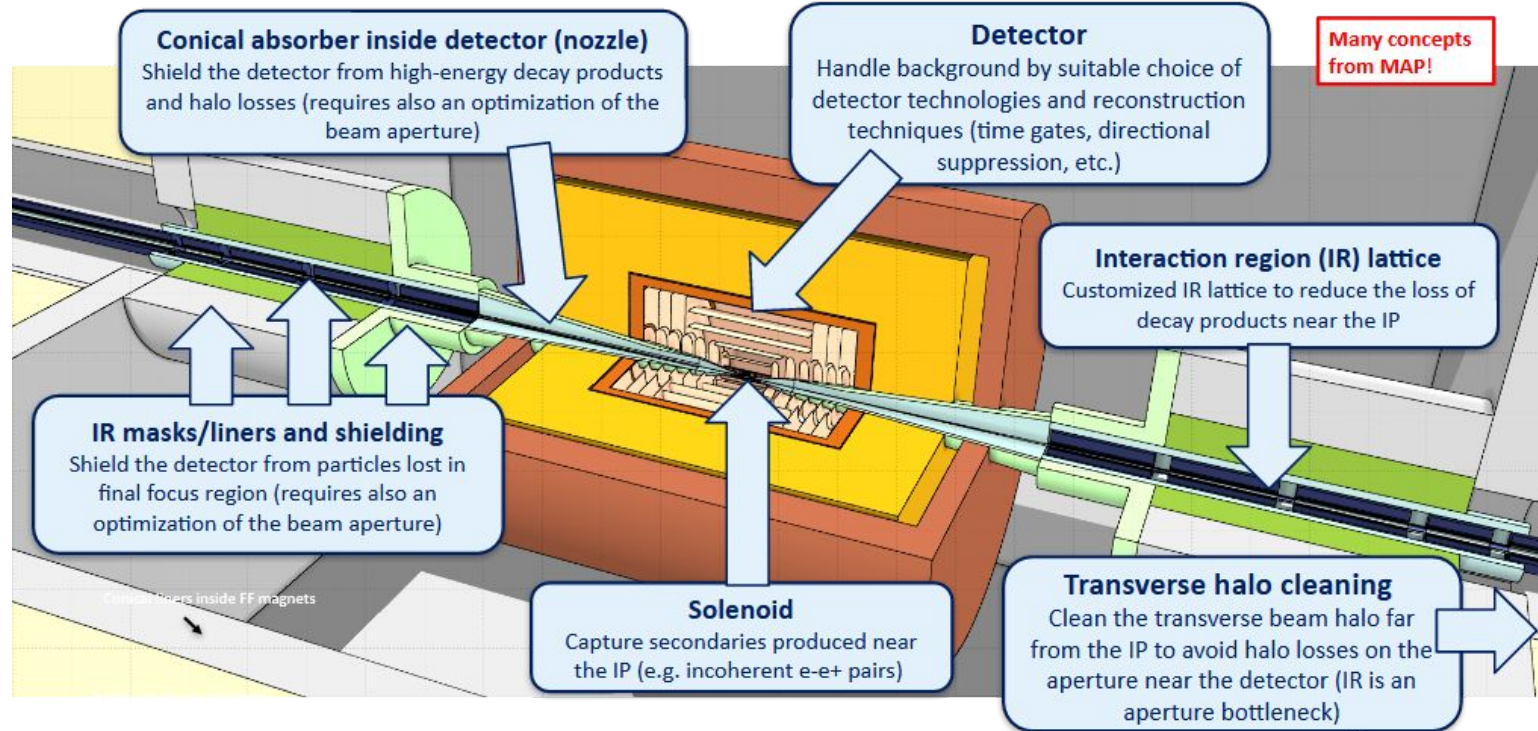 Conical absorber inside detector (nozzle)
Shield the detector from high-energy decay products
and halo losses (requires also an optimization of the
beam aperture)
Detector
Handle background by suitable choice of
detector technologies and reconstruction
techniques (time gates, directional
suppression, etc.)
Many concepts
from MAP!
Interaction region (IR) lattice
Customized IR lattice to reduce the loss of
decay products near the IP
IR masks/liners and shielding
Shield the detector from particles lost in
final focus region (requires also an
optimization of the beam aperture)
liners inside FF magnets
Solenoid
Capture secondaries produced near
the IP (e.g. incoherent e-e+ pairs)
Transverse halo cleaning
Clean the transverse beam halo far
from the IP to avoid halo losses on the
aperture near the detector (IR is an
aperture bottleneck)